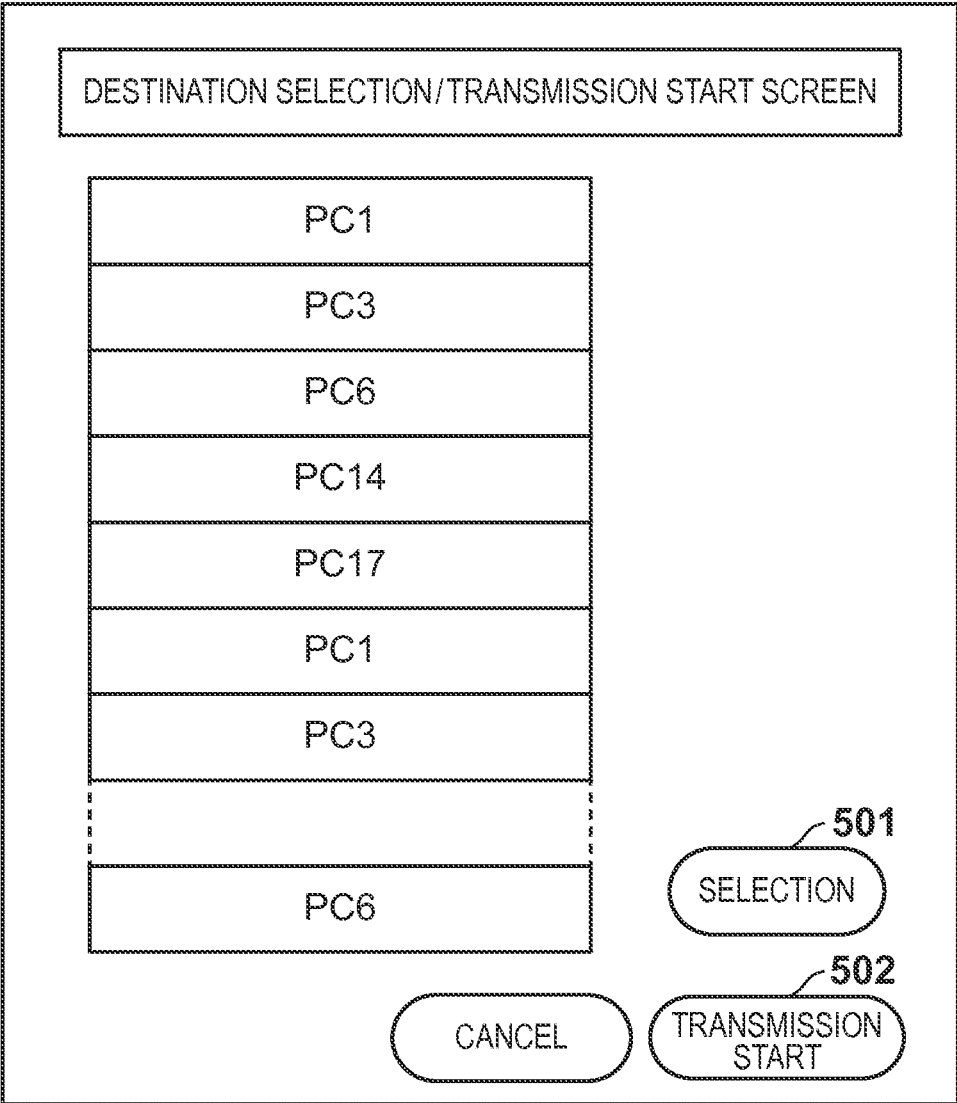 DESTINATION SELECTION/TRANSMISSION START SCREEN
PC1
PC3
PC6
PC14
PC17
PC1
PC3
PC6
501
SELECTION
502
CANCEL
TRANSMISSION
START